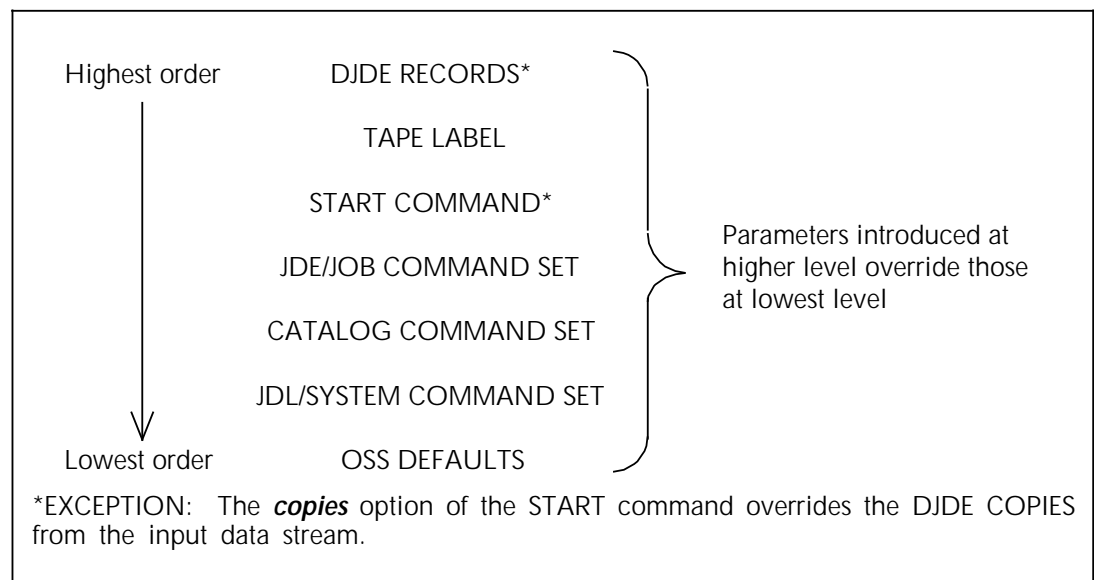 Highest order DJDE RECORDS*
TAPE LABEL
START COMMAND*
JDE/JOB COMMAND SET
CATALOG COMMAND SET
JDL/SYSTEM COMMAND SET
Lowest order OSS DEFAULTS
Parameters introduced at
higher level override those
at lowest level
*EXCEPTION: The copies option of the START command overrides the DJDE COPIES
from the input data stream.